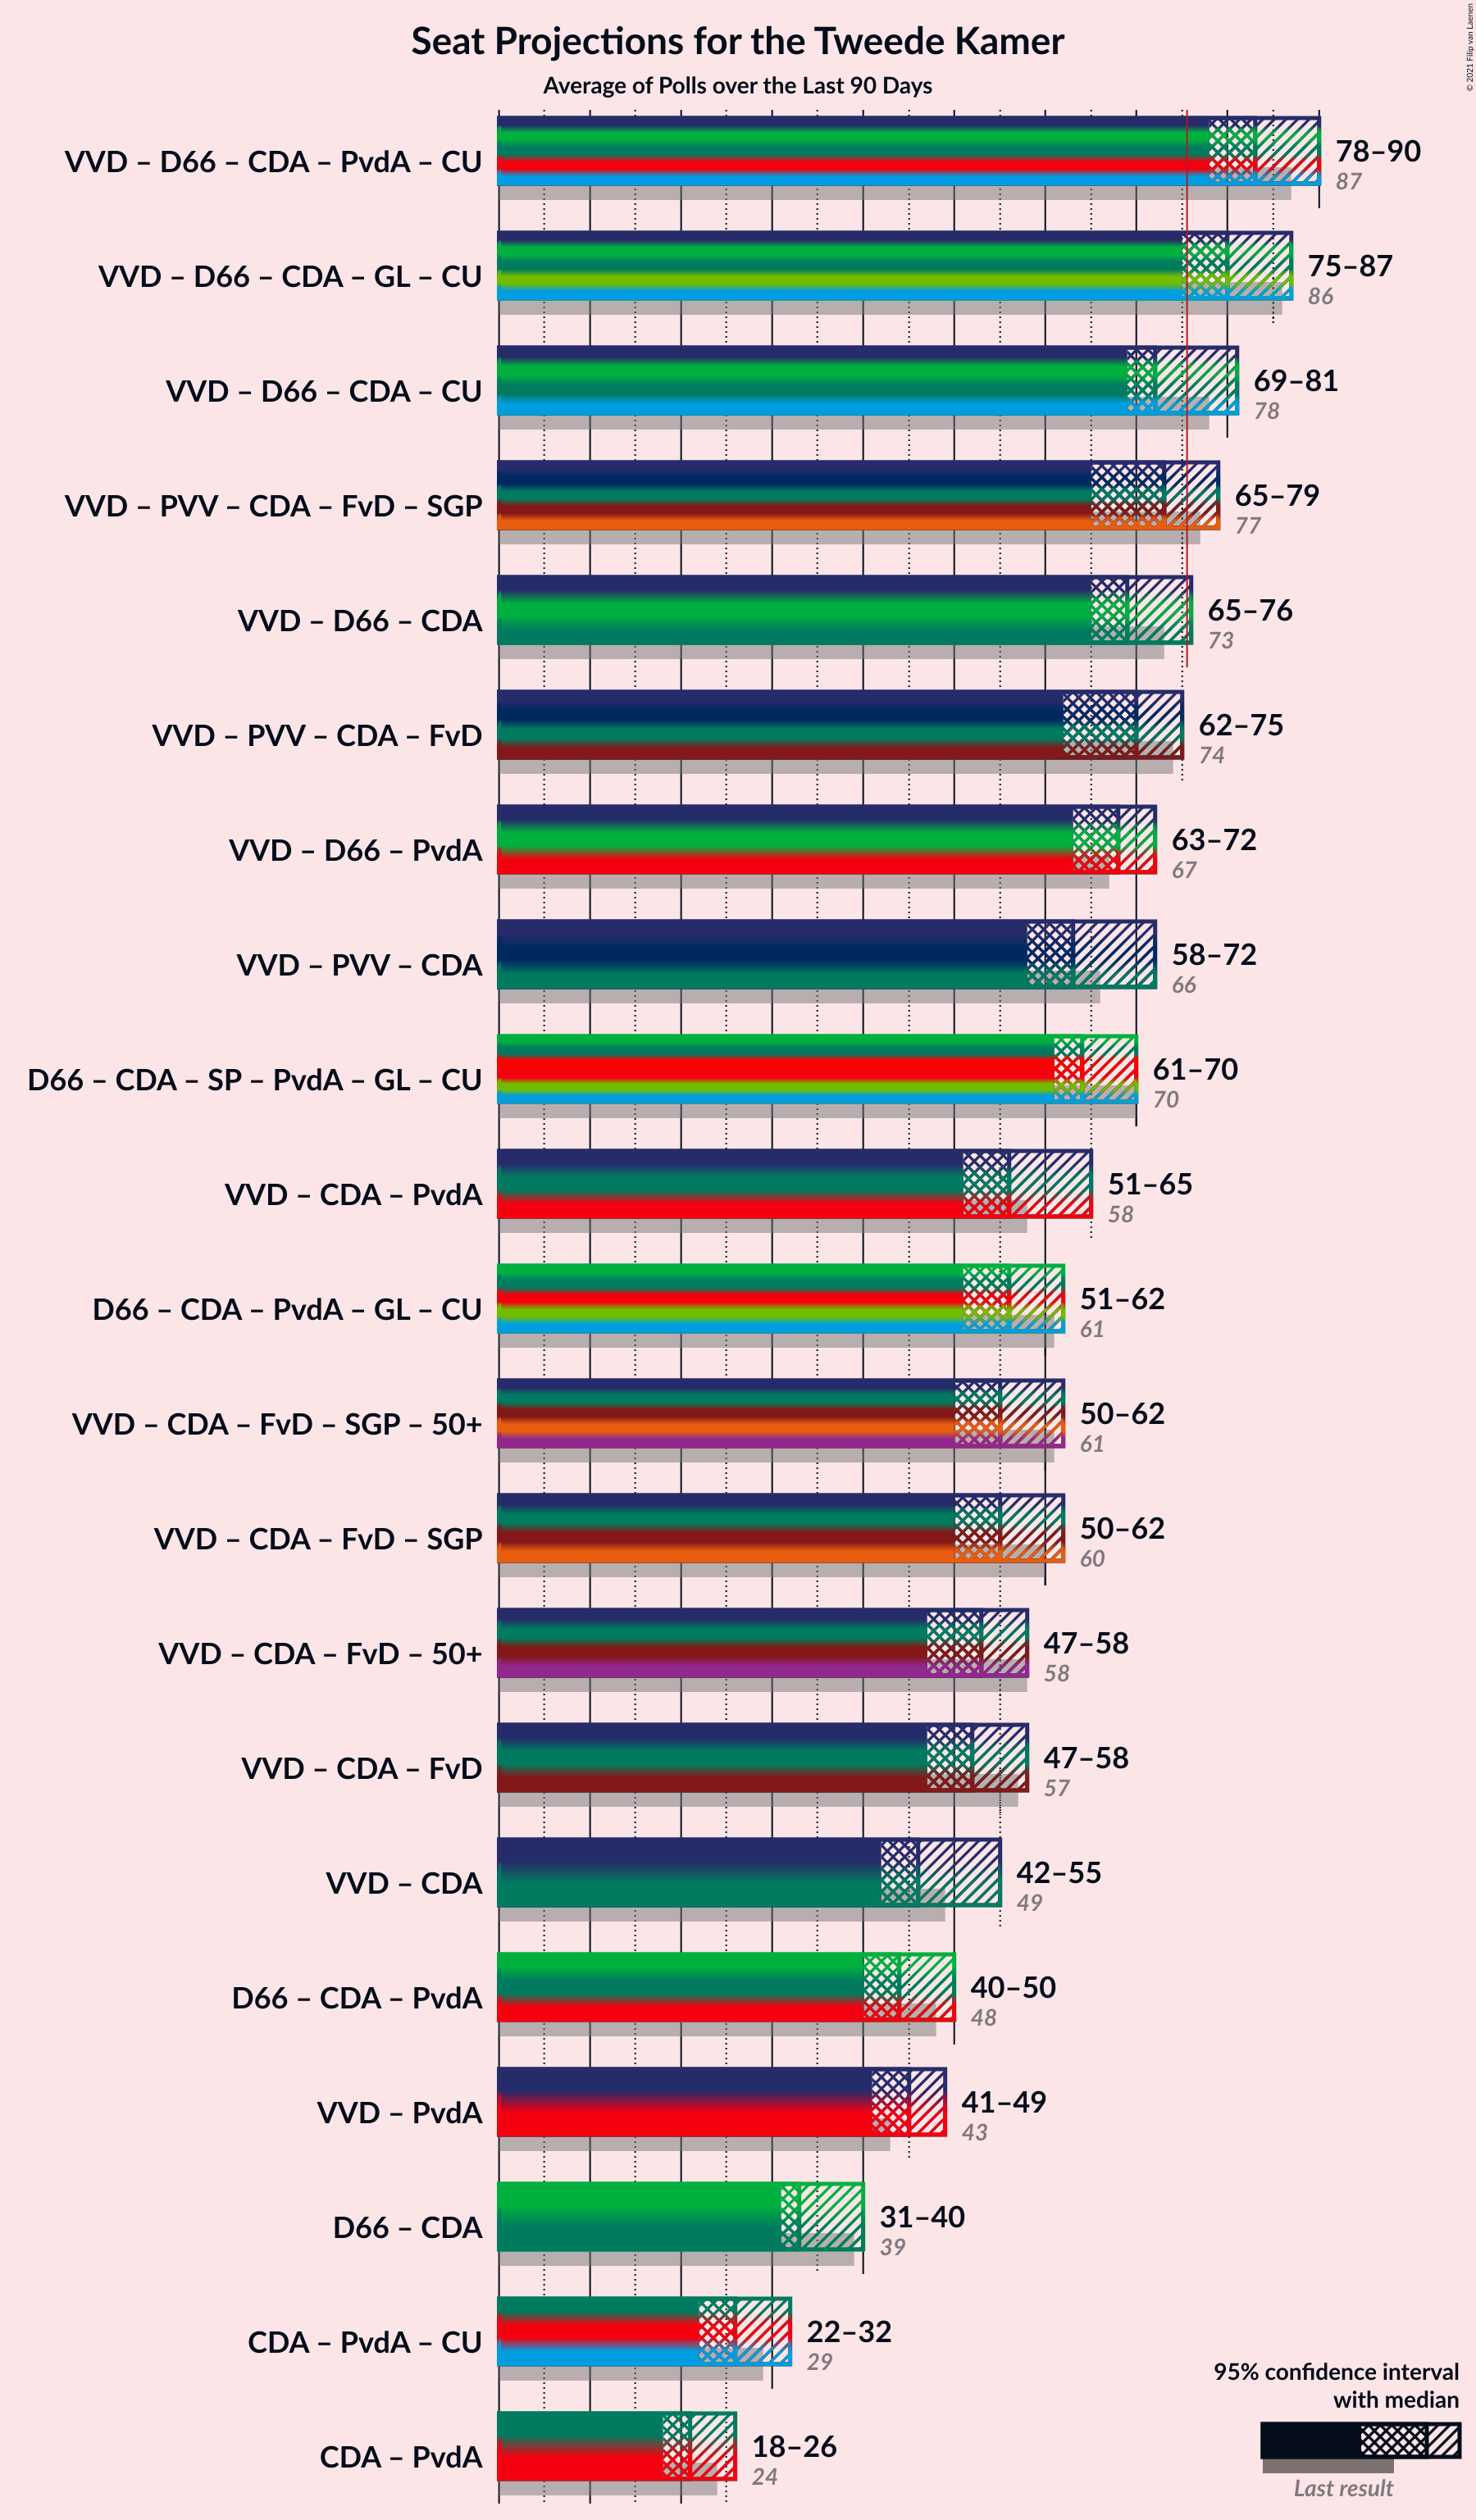 © 2021 Filip van Laenen
Seat Projections for the Tweede Kamer
Average of Polls over the Last 90 Days
VVD – D66 – CDA – PvdA – CU
78–90
87
VVD – D66 – CDA – GL – CU
75–87
86
VVD – D66 – CDA – CU
69–81
78
VVD – PVV – CDA – FvD – SGP
65–79
77
VVD – D66 – CDA
65–76
73
VVD – PVV – CDA – FvD
62–75
74
VVD – D66 – PvdA
63–72
67
VVD – PVV – CDA
58–72
66
D66 – CDA – SP – PvdA – GL – CU
61–70
70
VVD – CDA – PvdA
51–65
58
D66 – CDA – PvdA – GL – CU
51–62
61
VVD – CDA – FvD – SGP – 50+
50–62
61
VVD – CDA – FvD – SGP
50–62
60
VVD – CDA – FvD – 50+
47–58
58
VVD – CDA – FvD
47–58
57
VVD – CDA
42–55
49
D66 – CDA – PvdA
40–50
48
VVD – PvdA
41–49
43
D66 – CDA
31–40
39
CDA – PvdA – CU
22–32
29
CDA – PvdA
18–26
24
95% confidence interval
with median
Last result